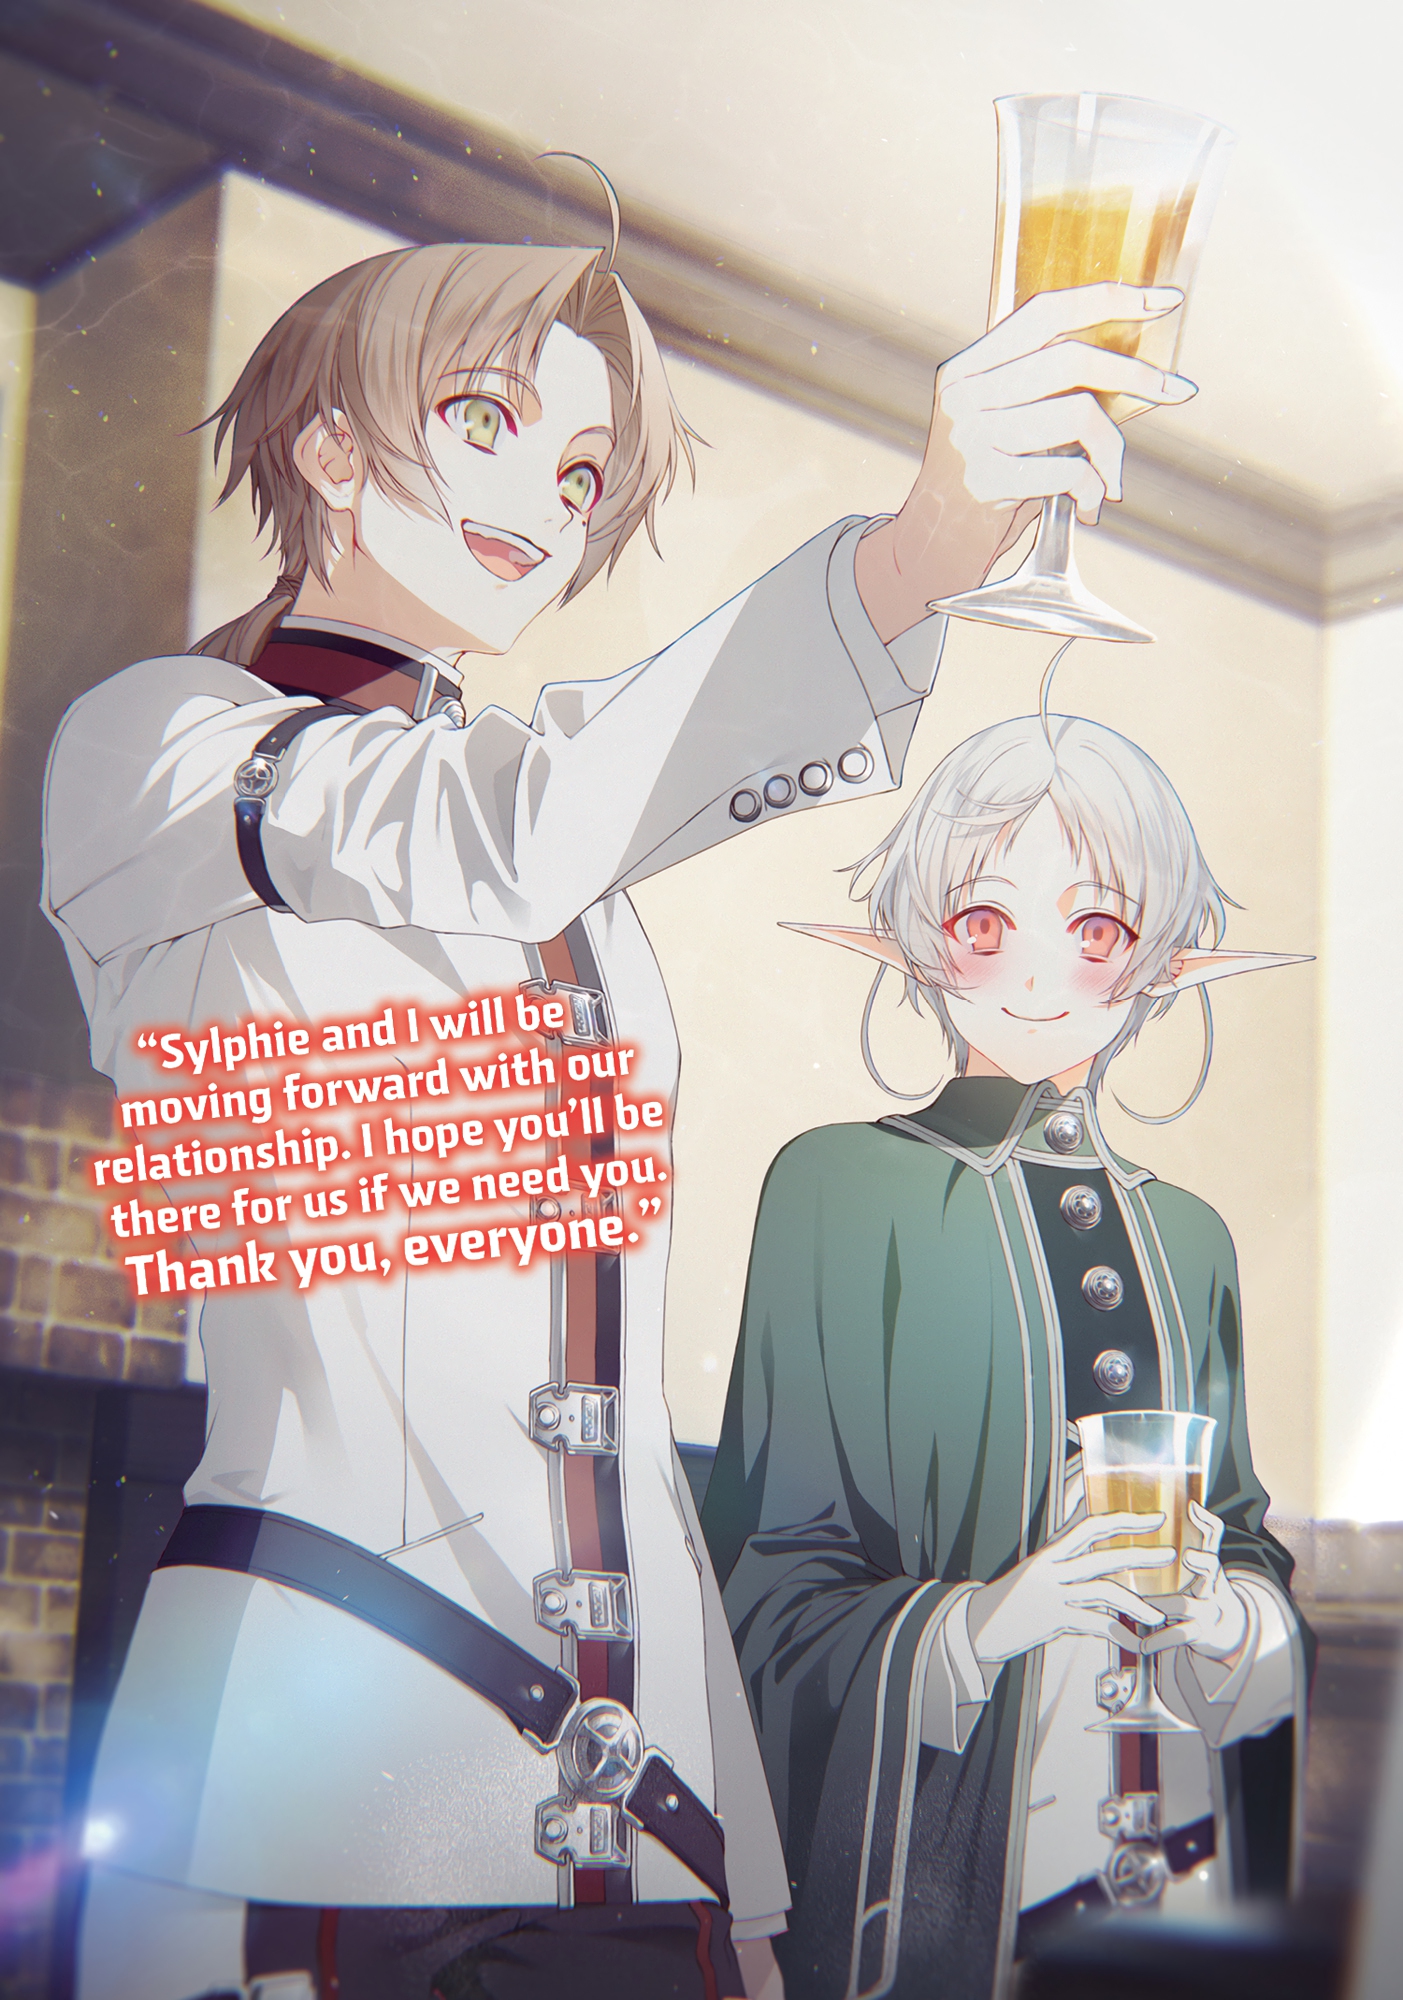 “Sylphie and I will be
moving forward with our
relationship. I hope you’ll be
there for us if we need you.
Thank you, everyone.”